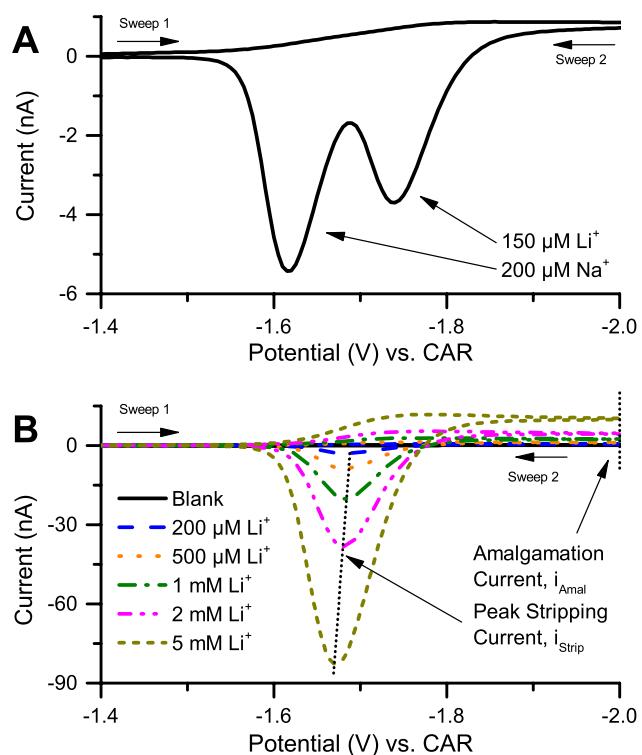 A
Sweep 1
Sweep 2
Current (nA)
0
-2
-4
-6
150 µM Li⁺
200 µM Na⁺
-1.4
-1.6
-1.8
-2.0
Potential (V) vs. CAR
B
Sweep 1
Sweep 2
Current (nA)
0
-30
-60
-90
Blank
200 µM Li⁺
500 µM Li⁺
1 mM Li⁺
2 mM Li⁺
5 mM Li⁺
Amalgamation
Current, i_Amal
Peak Stripping
Current, i_Strip
-1.4
-1.6
-1.8
-2.0
Potential (V) vs. CAR